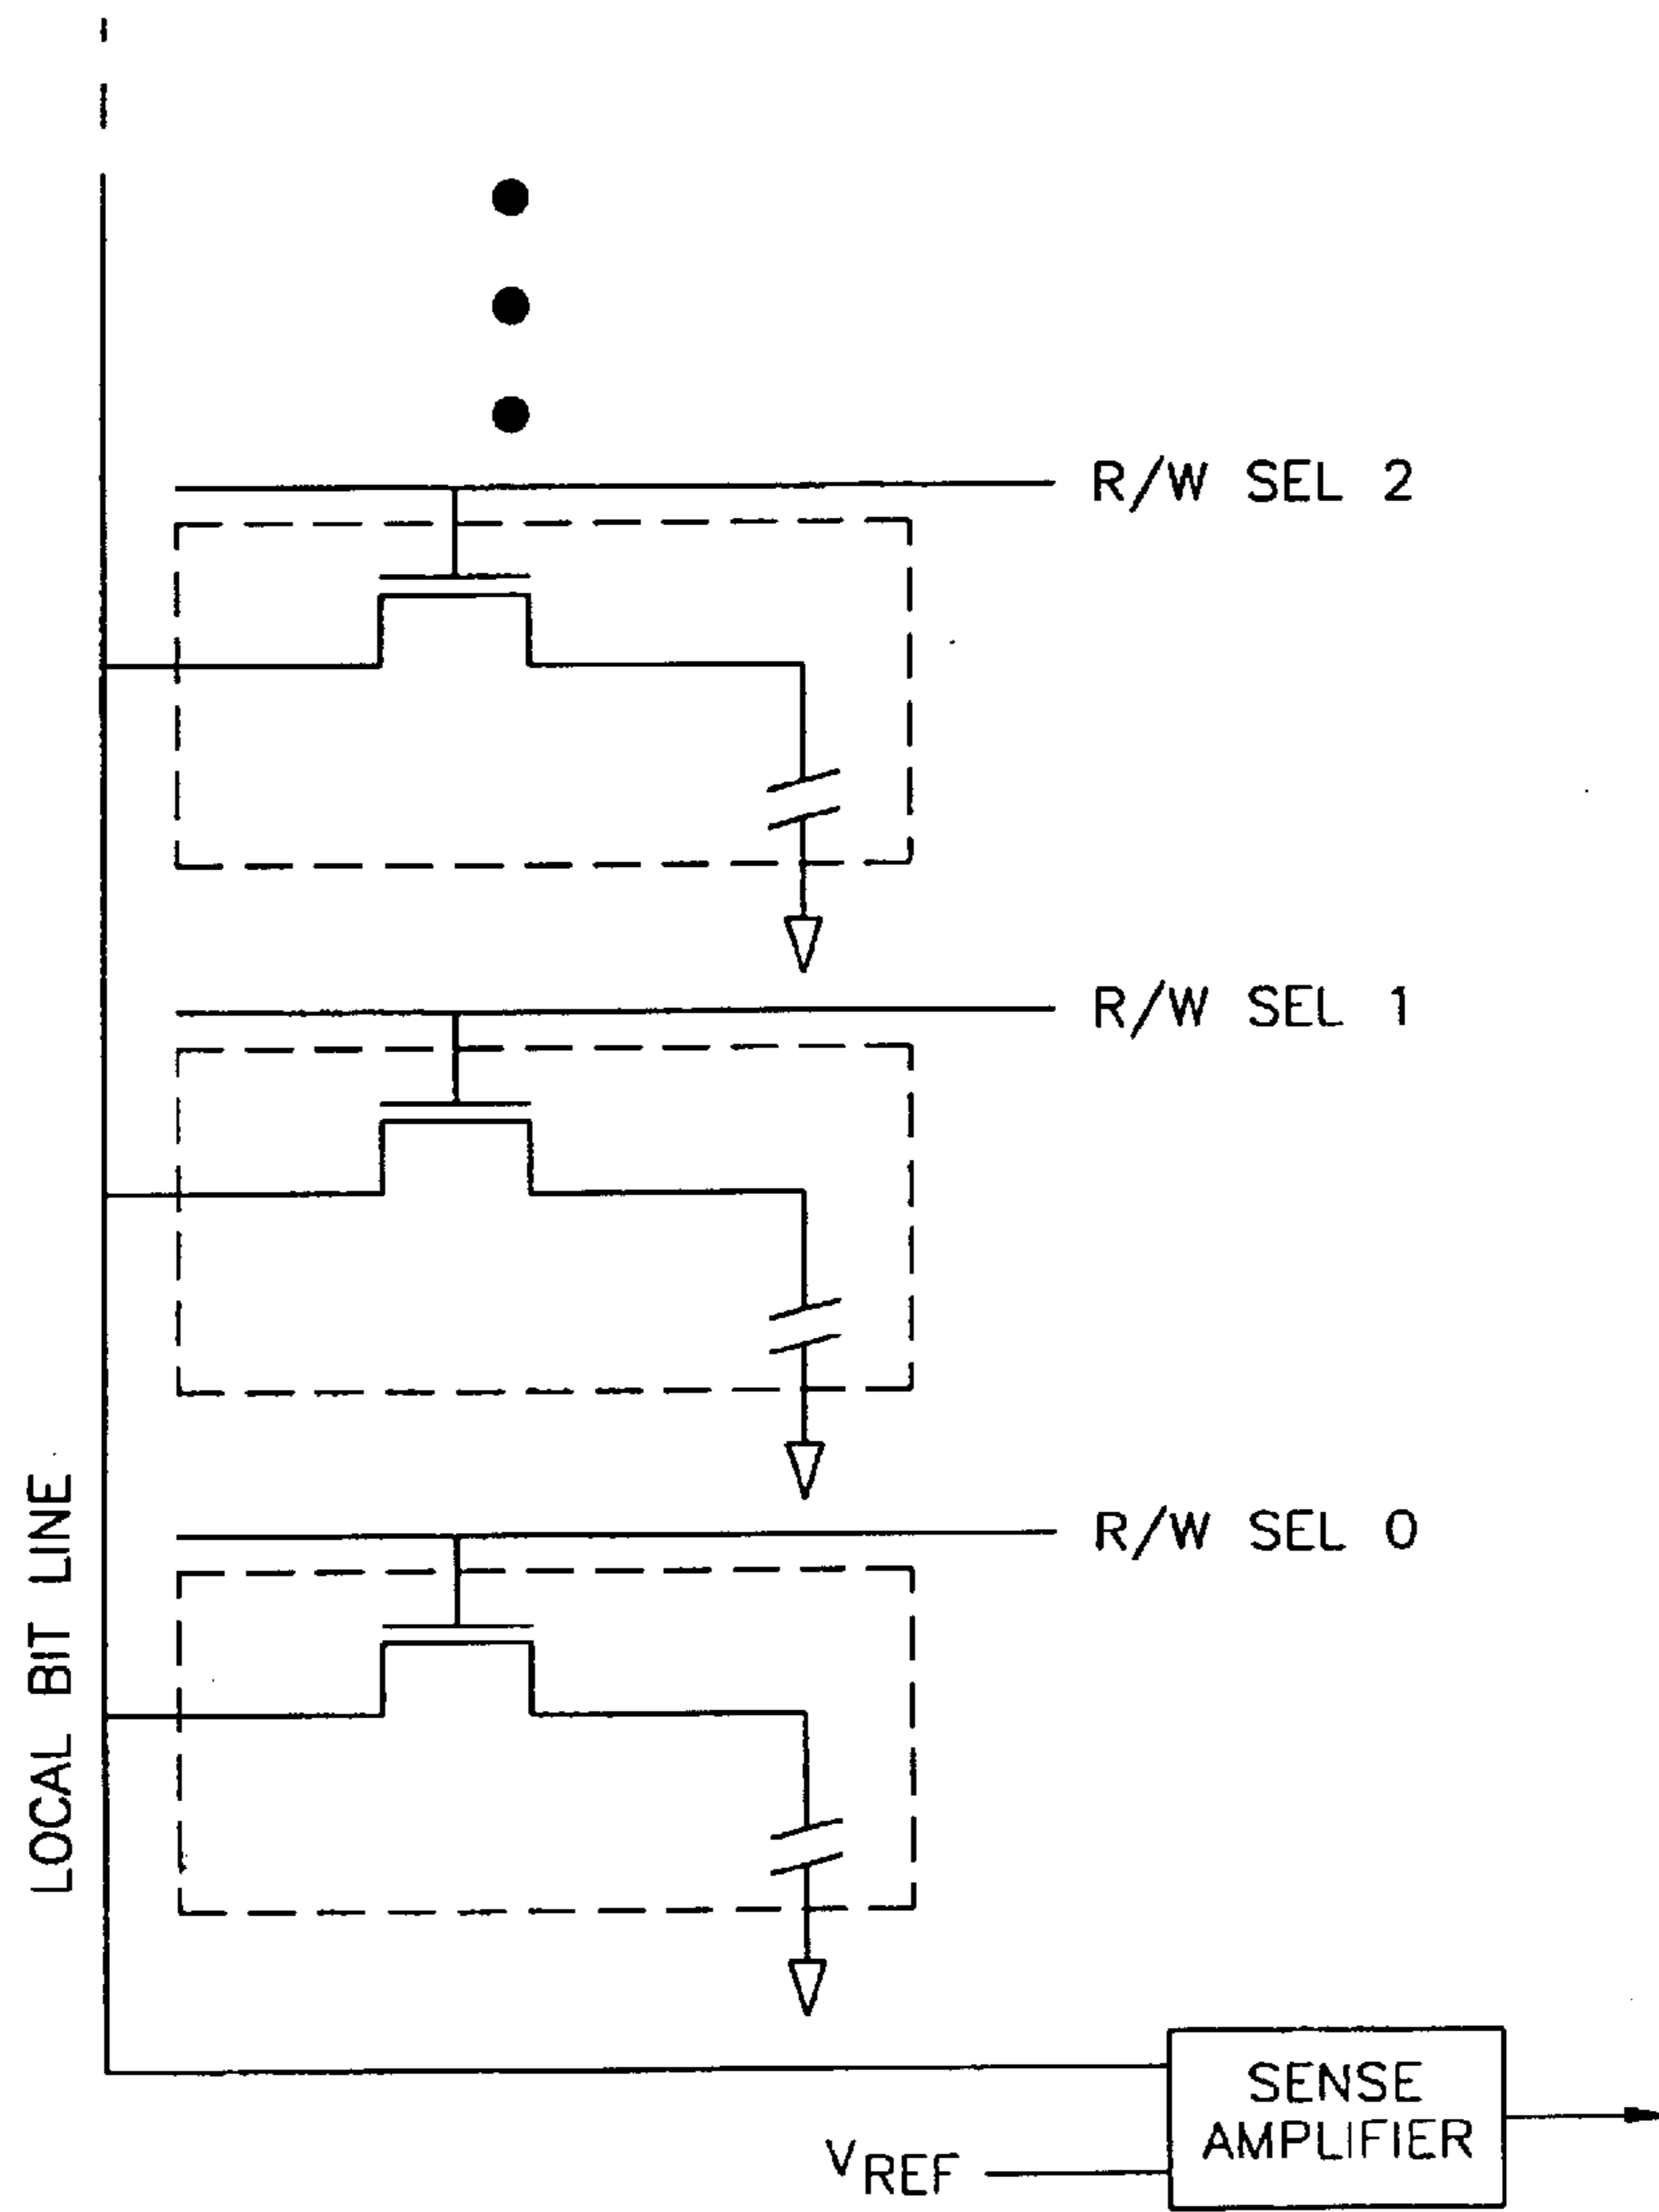 R/W SEL 2
R/W SEL 1
R/W SEL 0
LOCAL BIT LINE
SENSE
AMPLIFIER
VREF